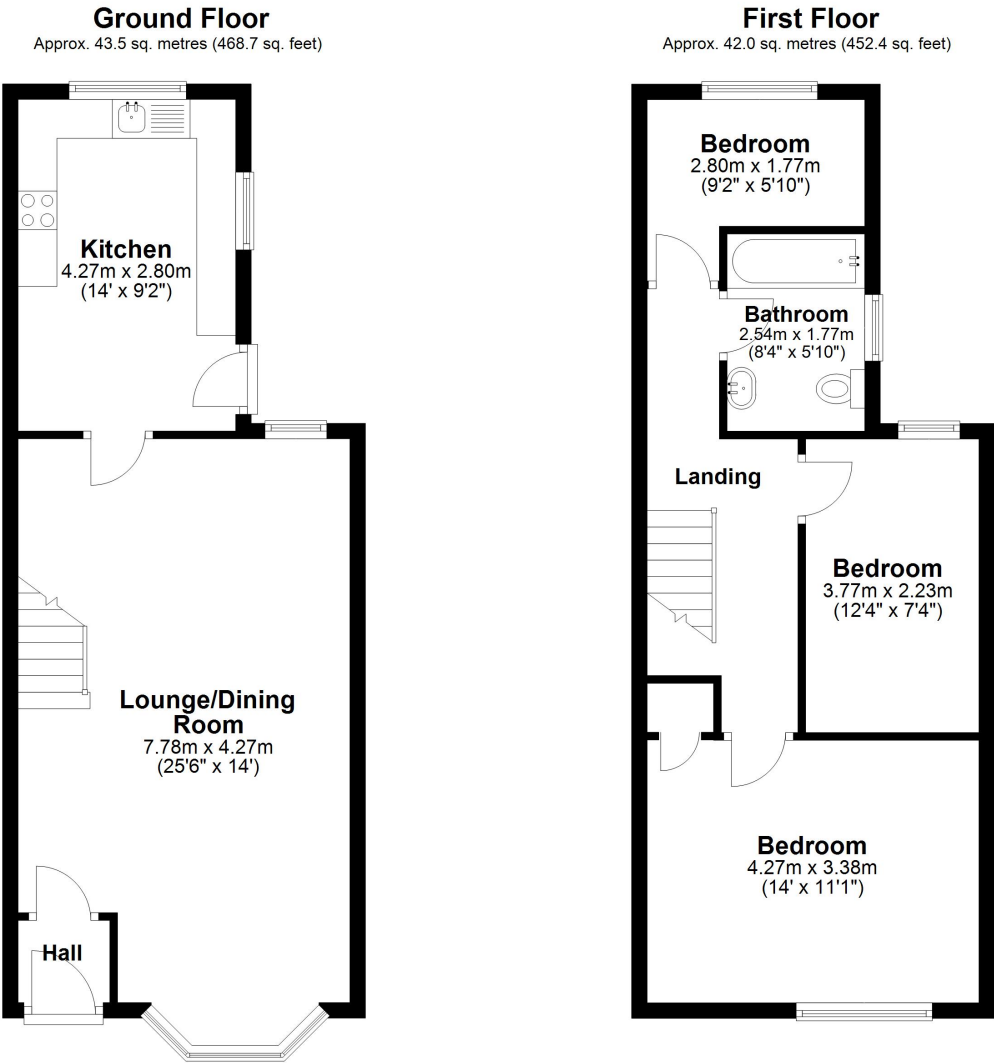 Ground Floor
Approx. 43.5 sq. metres (468.7 sq. feet)
Kitchen
4.27m x 2.80m
(14' x 9'2")
Lounge/Dining
Room
7.78m x 4.27m
(25'6" x 14')
Hall
First Floor
Approx. 42.0 sq. metres (452.4 sq. feet)
Bedroom
2.80m x 1.77m
(9'2" x 5'10")
Bathroom
2.54m x 1.77m
(8'4" x 5'10")
Landing
Bedroom
3.77m x 2.23m
(12'4" x 7'4")
Bedroom
4.27m x 3.38m
(14' x 11'1")